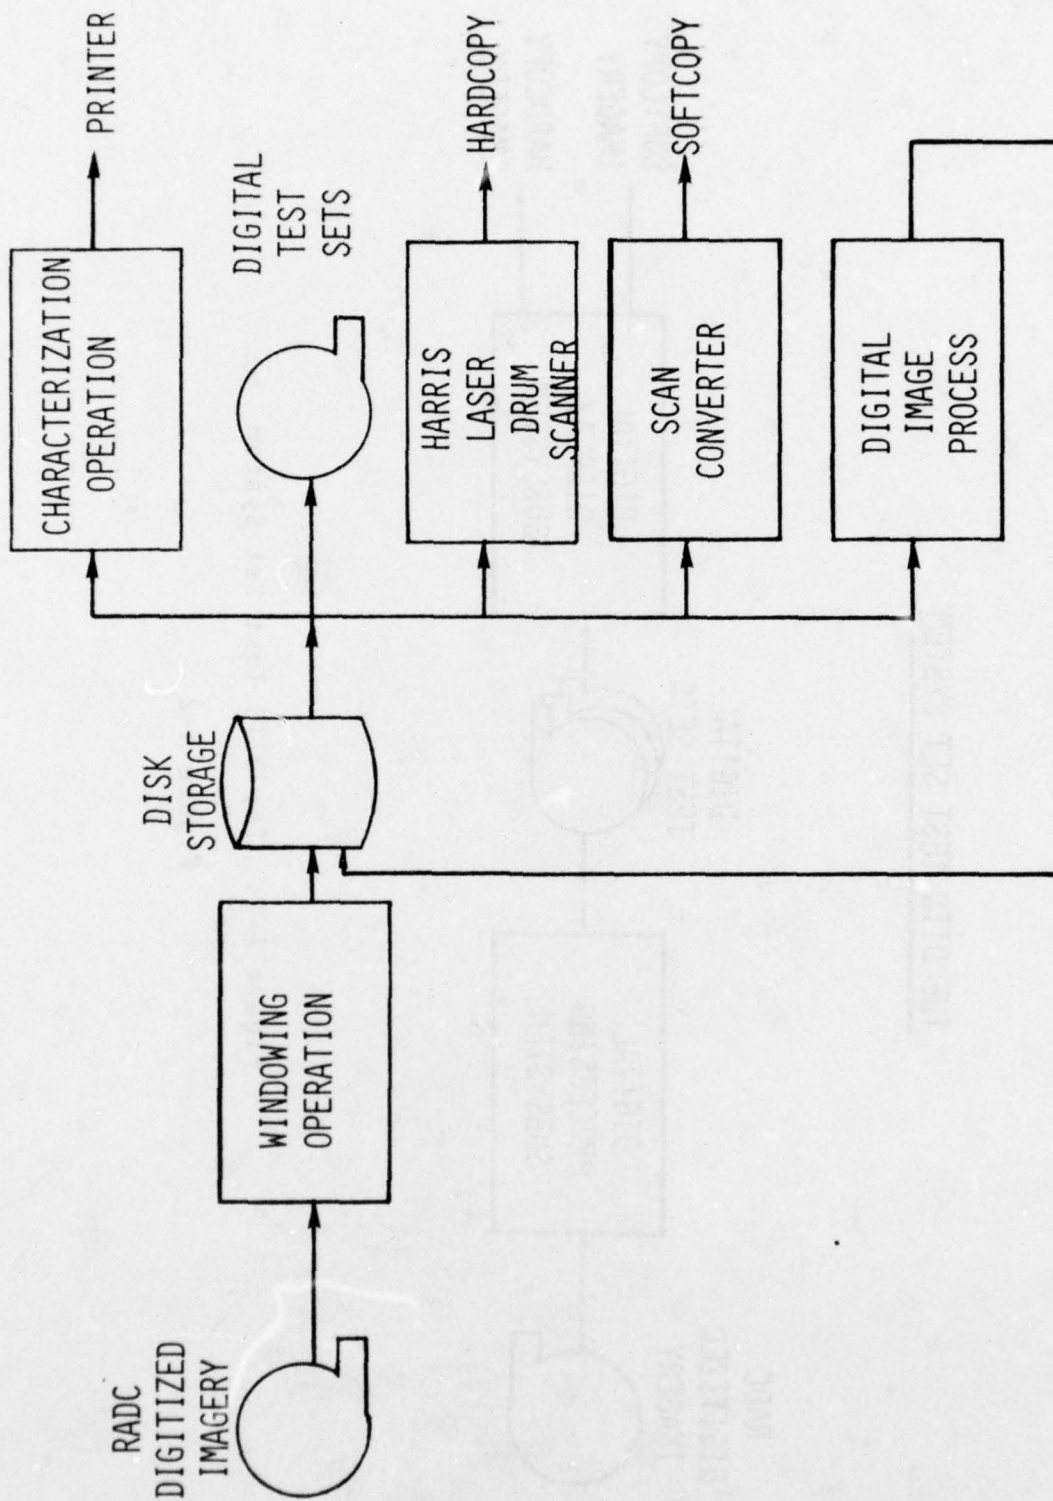 RADC
DIGITIZED
IMAGERY
WINDOWING
OPERATION
DISK
STORAGE
CHARACTERIZATION
OPERATION
PRINTER
DIGITAL
TEST
SETS
HARRIS
LASER
DRUM
SCANNER
HARDCOPY
SCAN
CONVERTER
SOFTCOPY
DIGITAL
IMAGE
PROCESS